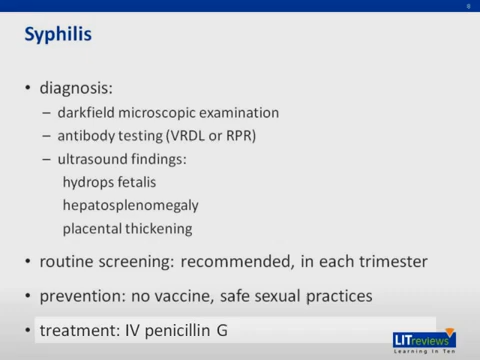 8
Syphilis
• diagnosis:
– darkfield microscopic examination
– antibody testing (VRDL or RPR)
– ultrasound findings:
hydrops fetalis
hepatosplenomegaly
placental thickening
• routine screening: recommended, in each trimester
• prevention: no vaccine, safe sexual practices
• treatment: IV penicillin G
LITreviews
Learning In Ten